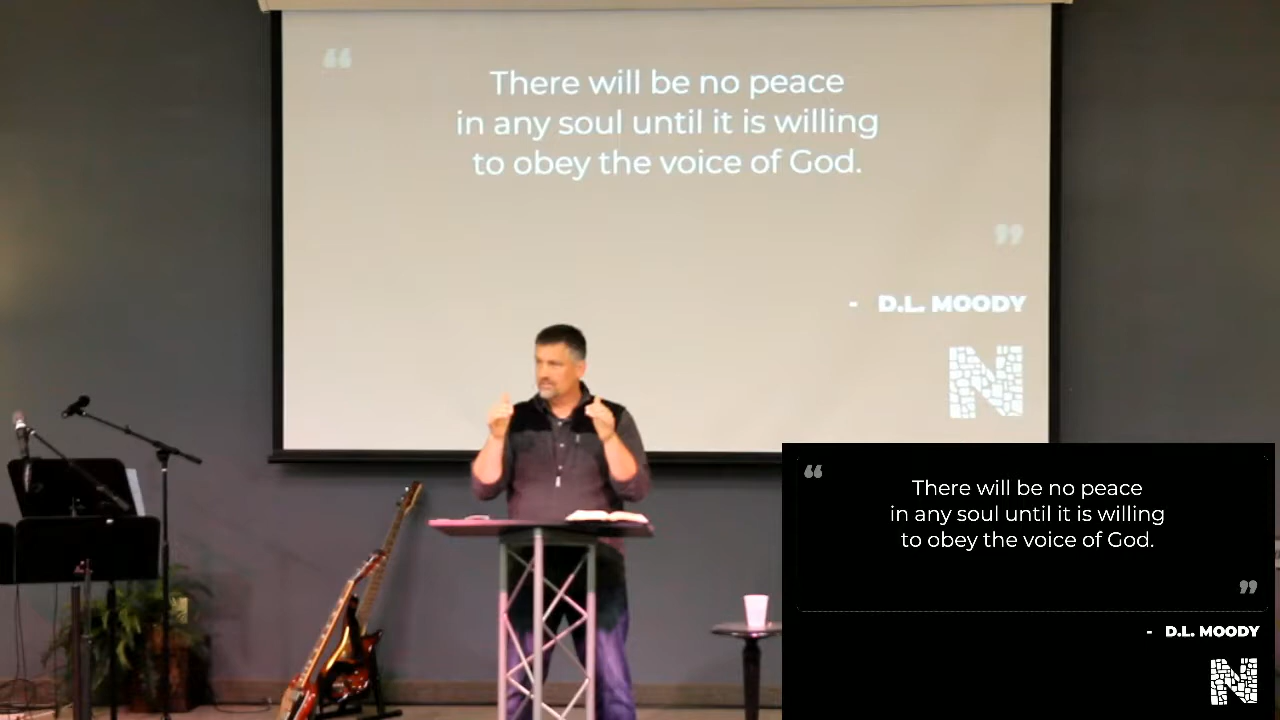 “
There will be no peace
in any soul until it is willing
to obey the voice of God.
”
- D.L. MOODY
N
“
There will be no peace
in any soul until it is willing
to obey the voice of God.
”
- D.L. MOODY
N